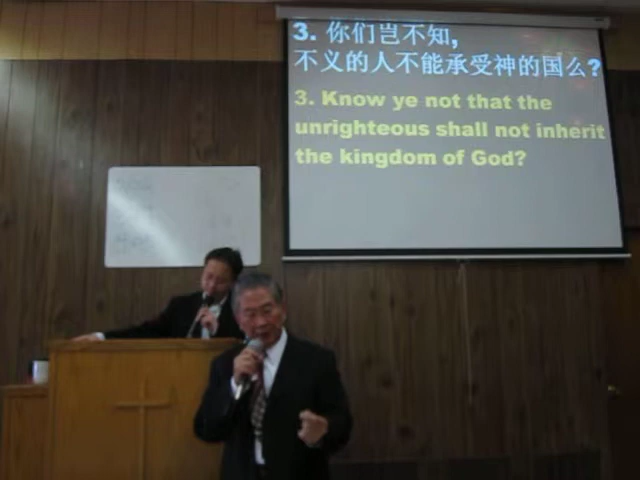 3. 你们岂不知,
不义的人不能承受神的国么?
3. Know ye not that the
unrighteous shall not inherit
the kingdom of God?